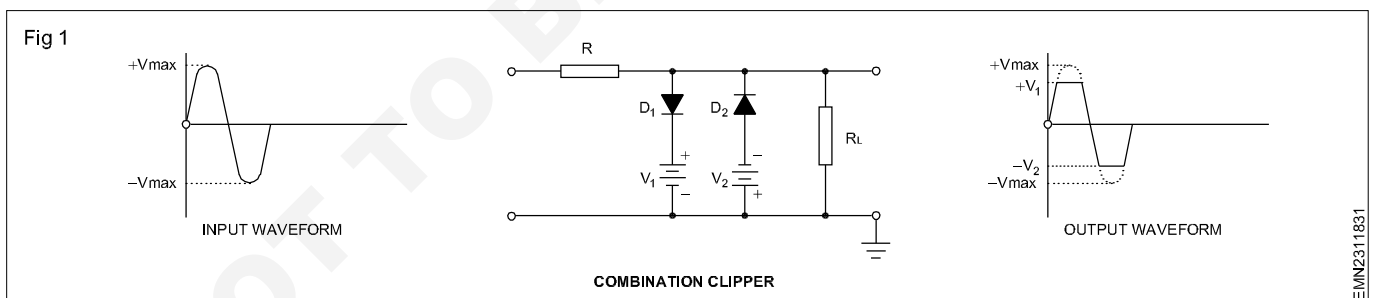 Fig 1
+Vmax
−Vmax
INPUT WAVEFORM
R
D1
D2
RL
+
−
V1
V2
−
+
COMBINATION CLIPPER
+Vmax
+V1
−V2
−Vmax
OUTPUT WAVEFORM
EMN2311831